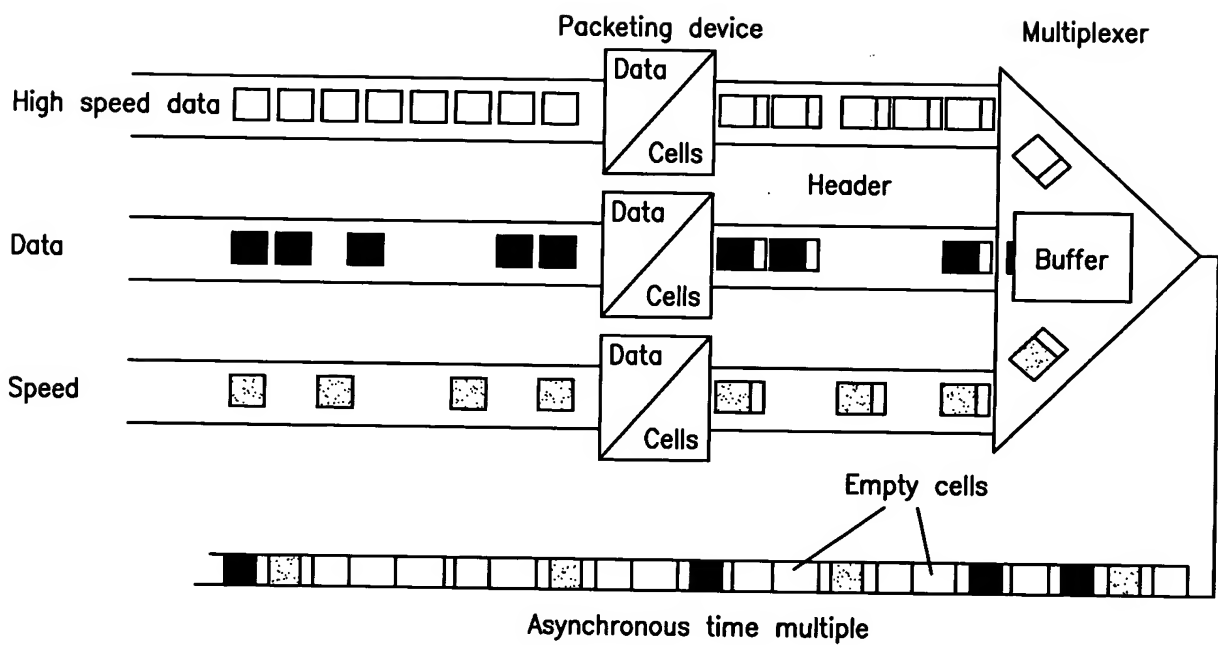 Packeting device
Multiplexer
High speed data
Data
Cells
Header
Data
Data
Cells
Buffer
Speed
Data
Cells
Empty cells
Asynchronous time multiple